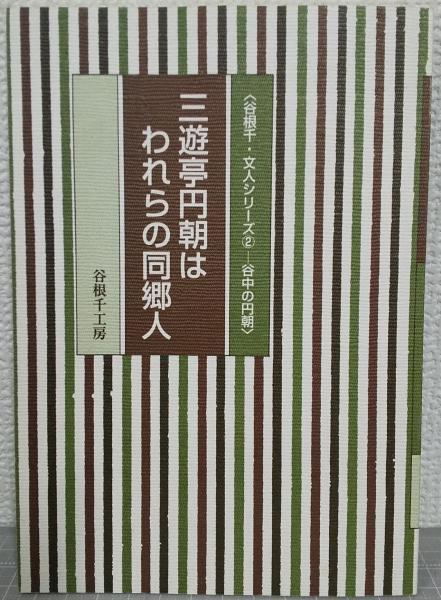 〈谷根千・文人シリーズ②―谷中の円朝〉
三遊亭円朝は
われらの同郷人
谷根千工房